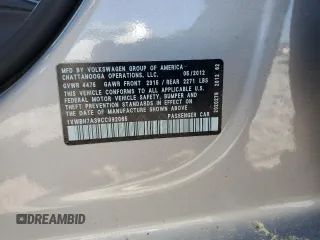 MFD. BY VOLKSWAGEN GROUP OF AMERICA
CHATTANOOGA OPERATIONS, LLC. 06/2012
GVWR 4476 GAWR FRONT 2315 / REAR 2271 LBS
THIS VEHICLE CONFORMS TO ALL APPLICABLE U.S.
FEDERAL MOTOR VEHICLE SAFETY, BUMPER AND
THEFT PREVENTION STANDARDS IN EFFECT ON
THE DATE OF MANUFACTURE SHOWN ABOVE.
PASSENGER CAR
DREAMBID
DREAMBID